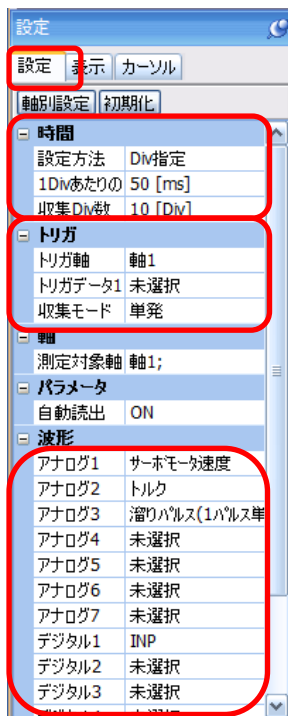 設定
設定 表示 カーソル
軸別設定 初期化
時間
設定方法 Div指定
1Divあたりの 50 [ms]
収集Div数 10 [Div]
トリガ
トリガ軸 軸1
トリガデータ1 未選択
収集モード 単発
軸
測定対象軸 軸1;
パラメータ
自動読出 ON
波形
アナログ1 サーボモータ速度
アナログ2 トルク
アナログ3 溜りパルス(1パルス単
アナログ4 未選択
アナログ5 未選択
アナログ6 未選択
アナログ7 未選択
デジタル1 INP
デジタル2 未選択
デジタル3 未選択